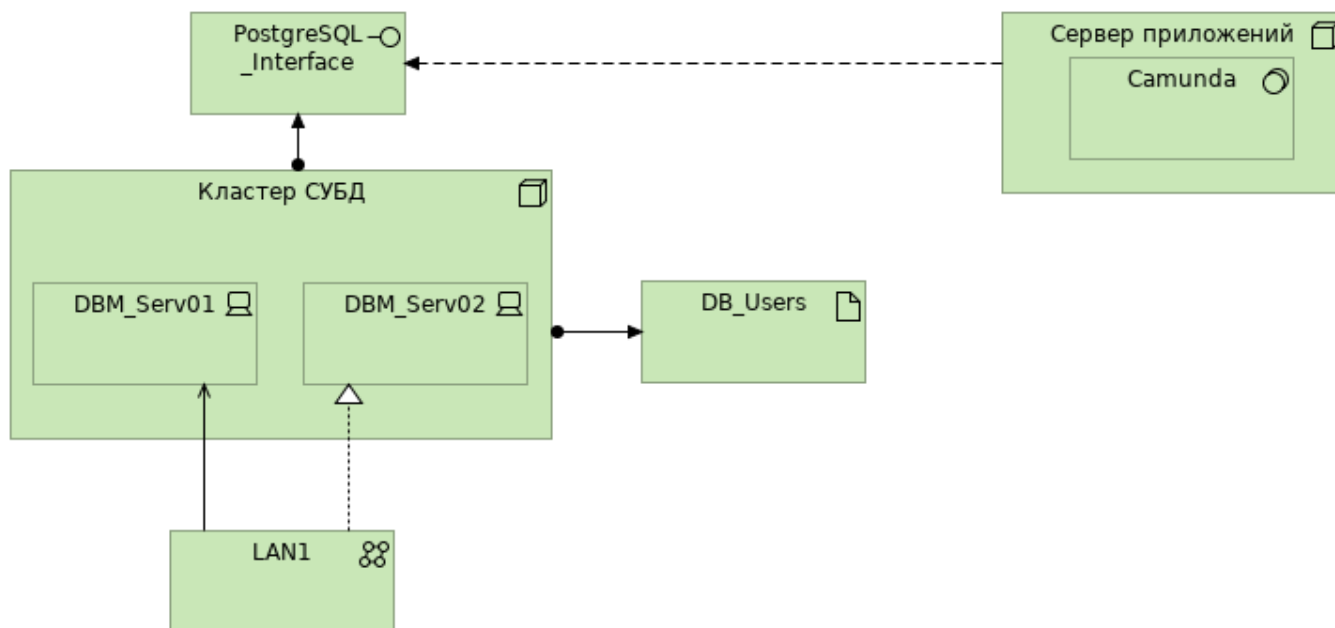 PostgreSQL
_Interface
Сервер приложений
Camunda
Кластер СУБД
DBM_Serv01
DBM_Serv02
DB_Users
LAN1